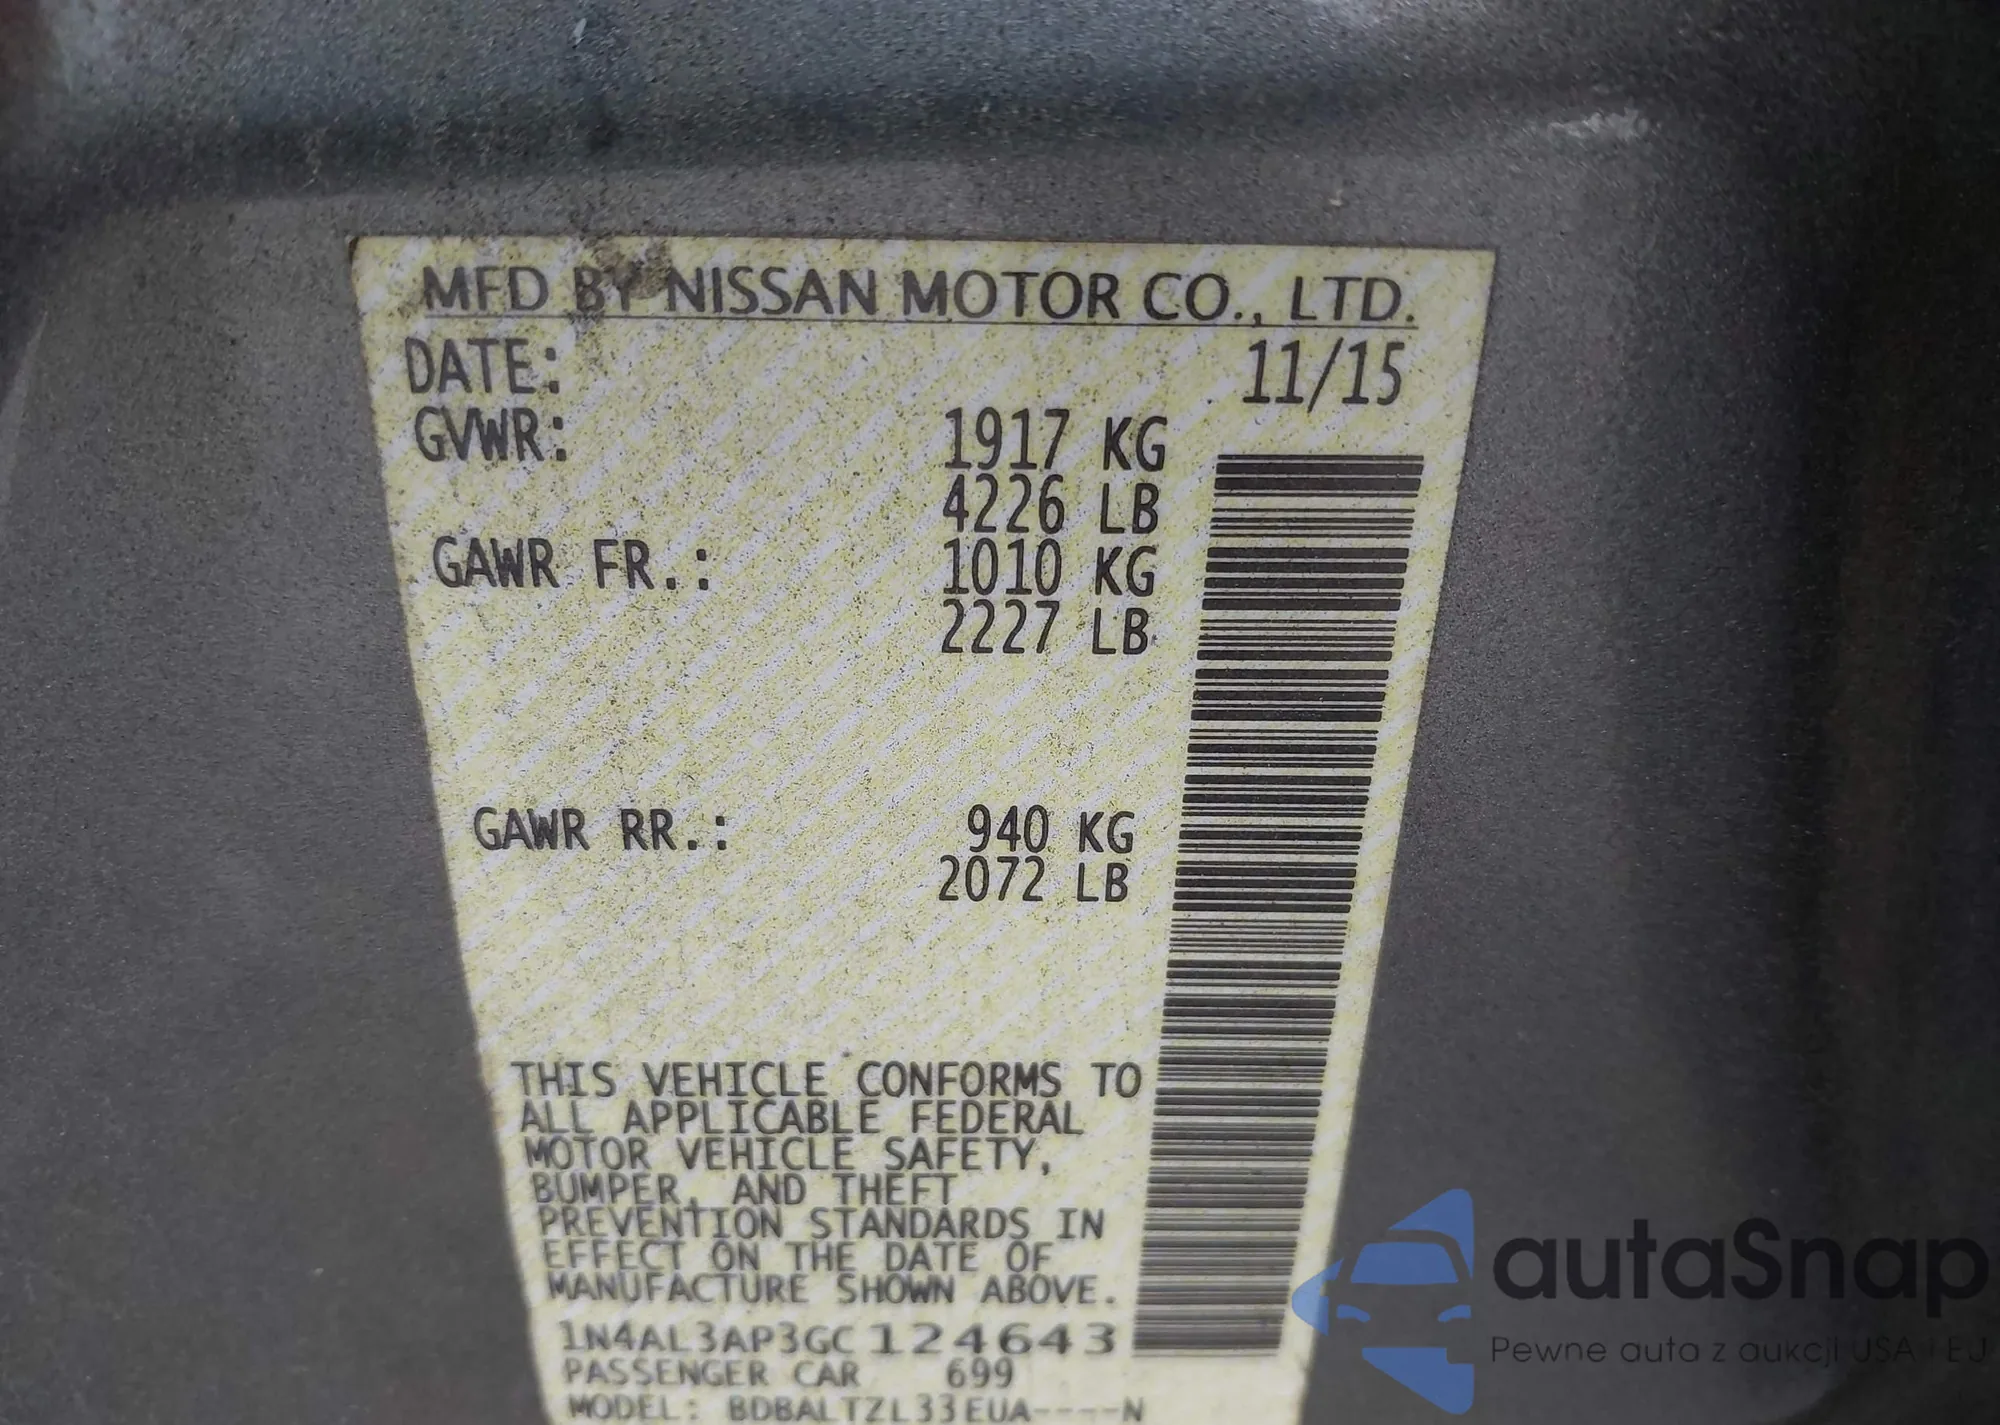 MFD BY NISSAN MOTOR CO., LTD.
DATE: 11/15
GVWR: 1917 KG
4226 LB
GAWR FR.: 1010 KG
2227 LB
GAWR RR.: 940 KG
2072 LB
THIS VEHICLE CONFORMS TO
ALL APPLICABLE FEDERAL
MOTOR VEHICLE SAFETY,
BUMPER, AND THEFT
PREVENTION STANDARDS IN
EFFECT ON THE DATE OF
MANUFACTURE SHOWN ABOVE.
1N4AL3AP3GC124643
PASSENGER CAR 699
MODEL: BDBALTZL33EUA----N
autaSnap
Pewne auta z aukcji USA i EJ